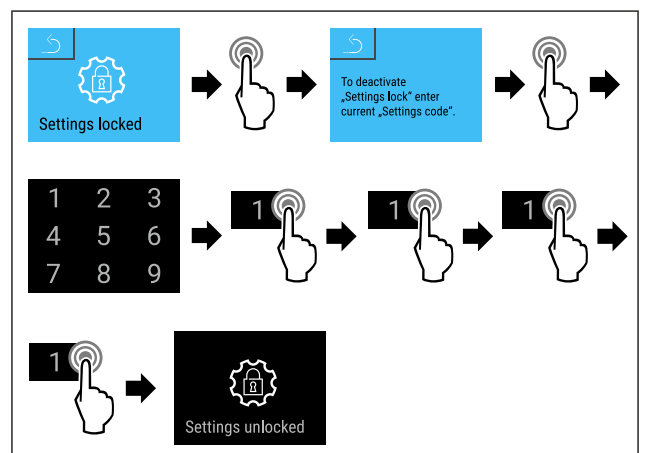 Settings locked
To deactivate
„Settings lock" enter
current „Settings code".
1 2 3
4 5 6
7 8 9
1
1
1
1
Settings unlocked